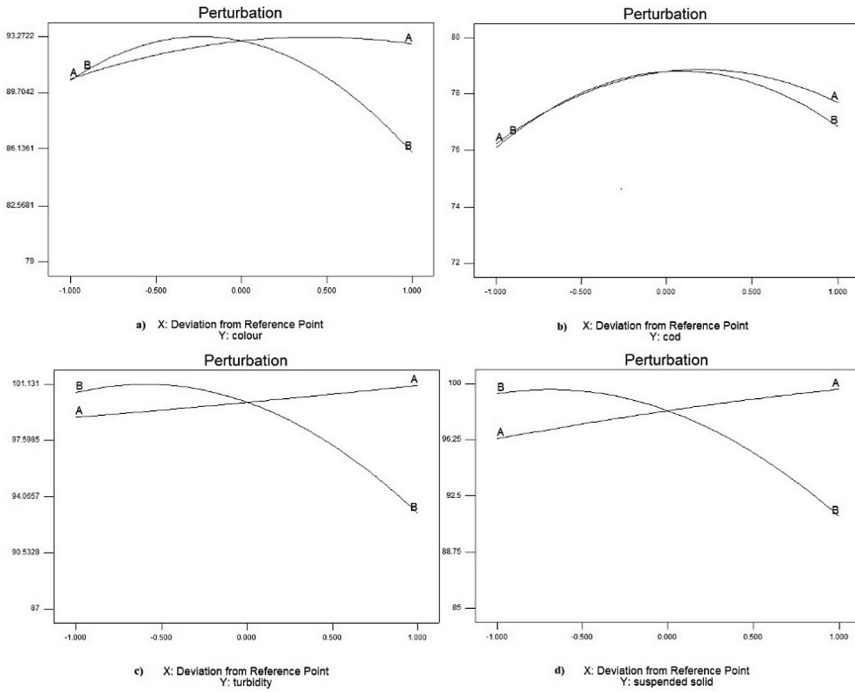 Perturbation
93.2722
89.7042
86.1361
82.5681
79
A
B
A
B
-1.000
-0.500
0.000
0.500
1.000
a) X: Deviation from Reference Point
Y: colour
Perturbation
80
78
76
74
72
A
B
A
B
-1.000
-0.500
0.000
0.500
1.000
b) X: Deviation from Reference Point
Y: cod
Perturbation
101.131
97.5985
94.0657
90.5328
87
B
A
A
B
-1.000
-0.500
0.000
0.500
1.000
c) X: Deviation from Reference Point
Y: turbidity
Perturbation
100
96.25
92.5
88.75
85
B
A
A
B
-1.000
-0.500
0.000
0.500
1.000
d) X: Deviation from Reference Point
Y: suspended solid